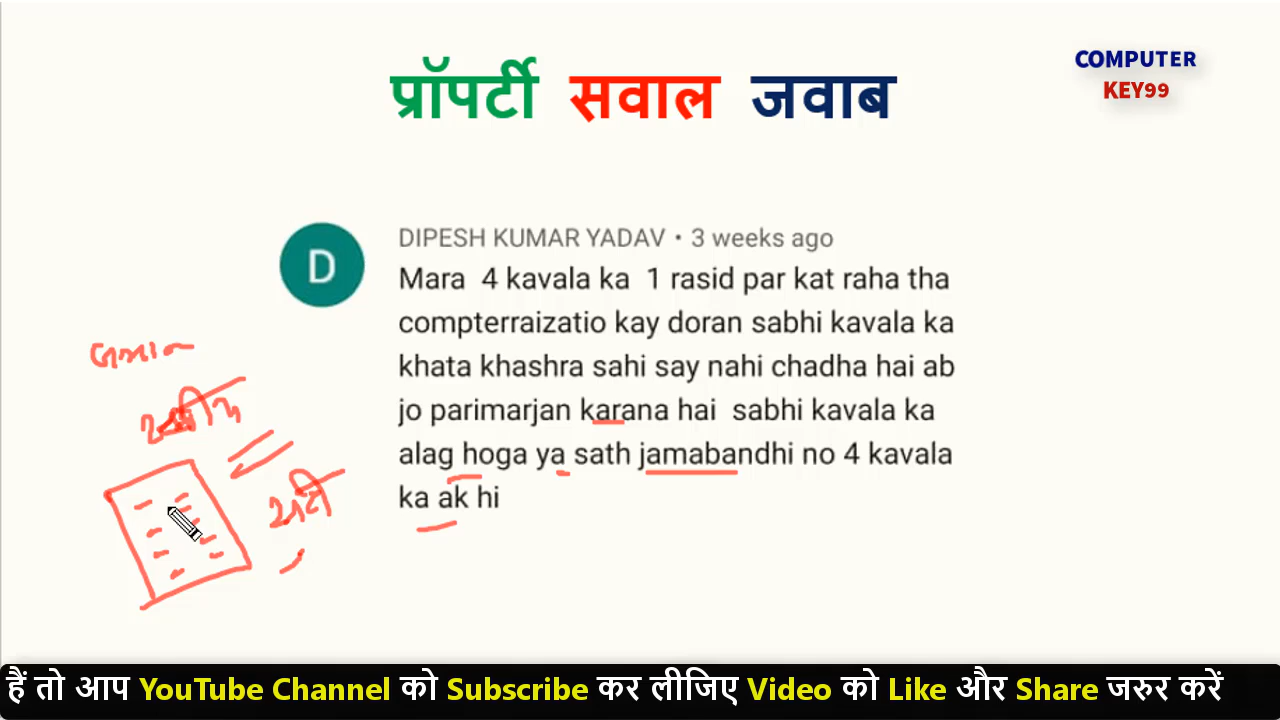 प्रॉपर्टी सवाल जवाब
COMPUTER
KEY99
D
DIPESH KUMAR YADAV • 3 weeks ago
Mara 4 kavala ka 1 rasid par kat raha tha
compterraizatio kay doran sabhi kavala ka
khata khashra sahi say nahi chadha hai ab
jo parimarjan karana hai sabhi kavala ka
alag hoga ya sath jamabandhi no 4 kavala
ka ak hi
हैं तो आप YouTube Channel को Subscribe कर लीजिए Video को Like और Share जरुर करें